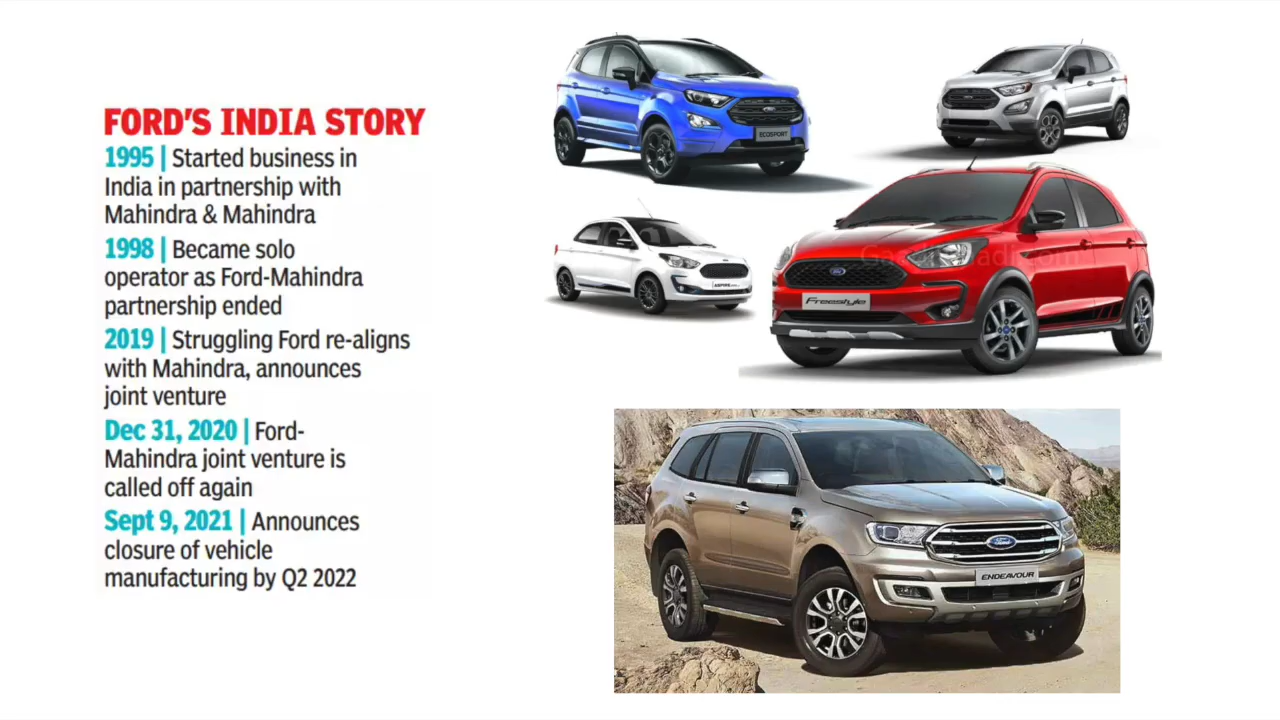 FORD'S INDIA STORY
1995 | Started business in
India in partnership with
Mahindra & Mahindra
1998 | Became solo
operator as Ford-Mahindra
partnership ended
2019 | Struggling Ford re-aligns
with Mahindra, announces
joint venture
Dec 31, 2020 | Ford-
Mahindra joint venture is
called off again
Sept 9, 2021 | Announces
closure of vehicle
manufacturing by Q2 2022
ECOSPORT
ASPIRE
Ford
Freestyle
Ford
ENDEAVOUR